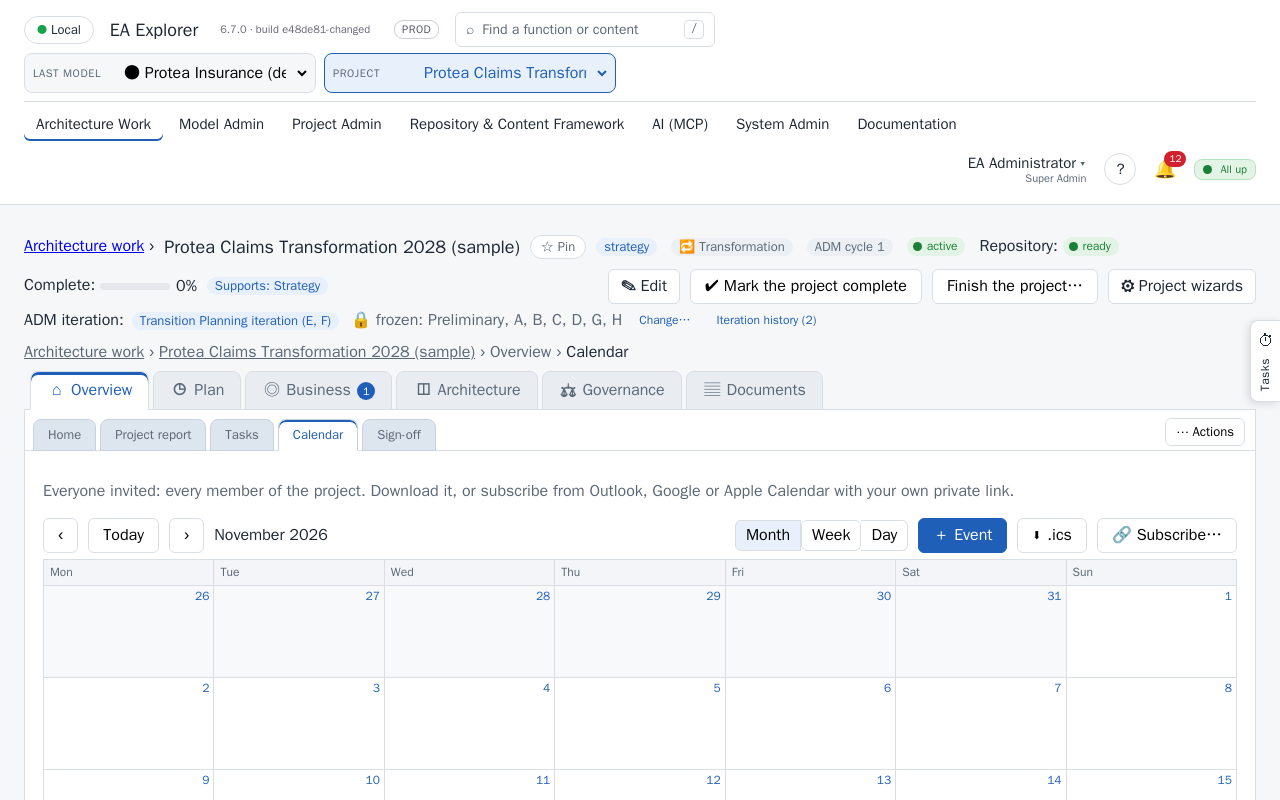 Local EA Explorer 6.7.0 · build e48de81-changed PROD Find a function or content /
LAST MODEL Protea Insurance (de PROJECT Protea Claims Transfor
Architecture Work Model Admin Project Admin Repository & Content Framework AI (MCP) System Admin Documentation
EA Administrator ▾ ? 12 All up
Super Admin
Architecture work › Protea Claims Transformation 2028 (sample) ☆ Pin strategy 🔁 Transformation ADM cycle 1 active Repository: ready
Complete: 0% Supports: Strategy ✎ Edit ✔ Mark the project complete Finish the project··· ⚙ Project wizards
ADM iteration: Transition Planning iteration (E, F) 🔒 frozen: Preliminary, A, B, C, D, G, H Change··· Iteration history (2)
Architecture work › Protea Claims Transformation 2028 (sample) › Overview › Calendar
Tasks
Overview Plan Business 1 Architecture Governance Documents
Home Project report Tasks Calendar Sign-off ··· Actions
Everyone invited: every member of the project. Download it, or subscribe from Outlook, Google or Apple Calendar with your own private link.
‹ Today › November 2026 Month Week Day + Event ⬇ .ics 🔗 Subscribe···
Mon Tue Wed Thu Fri Sat Sun
26 27 28 29 30 31 1
2 3 4 5 6 7 8
9 10 11 12 13 14 15